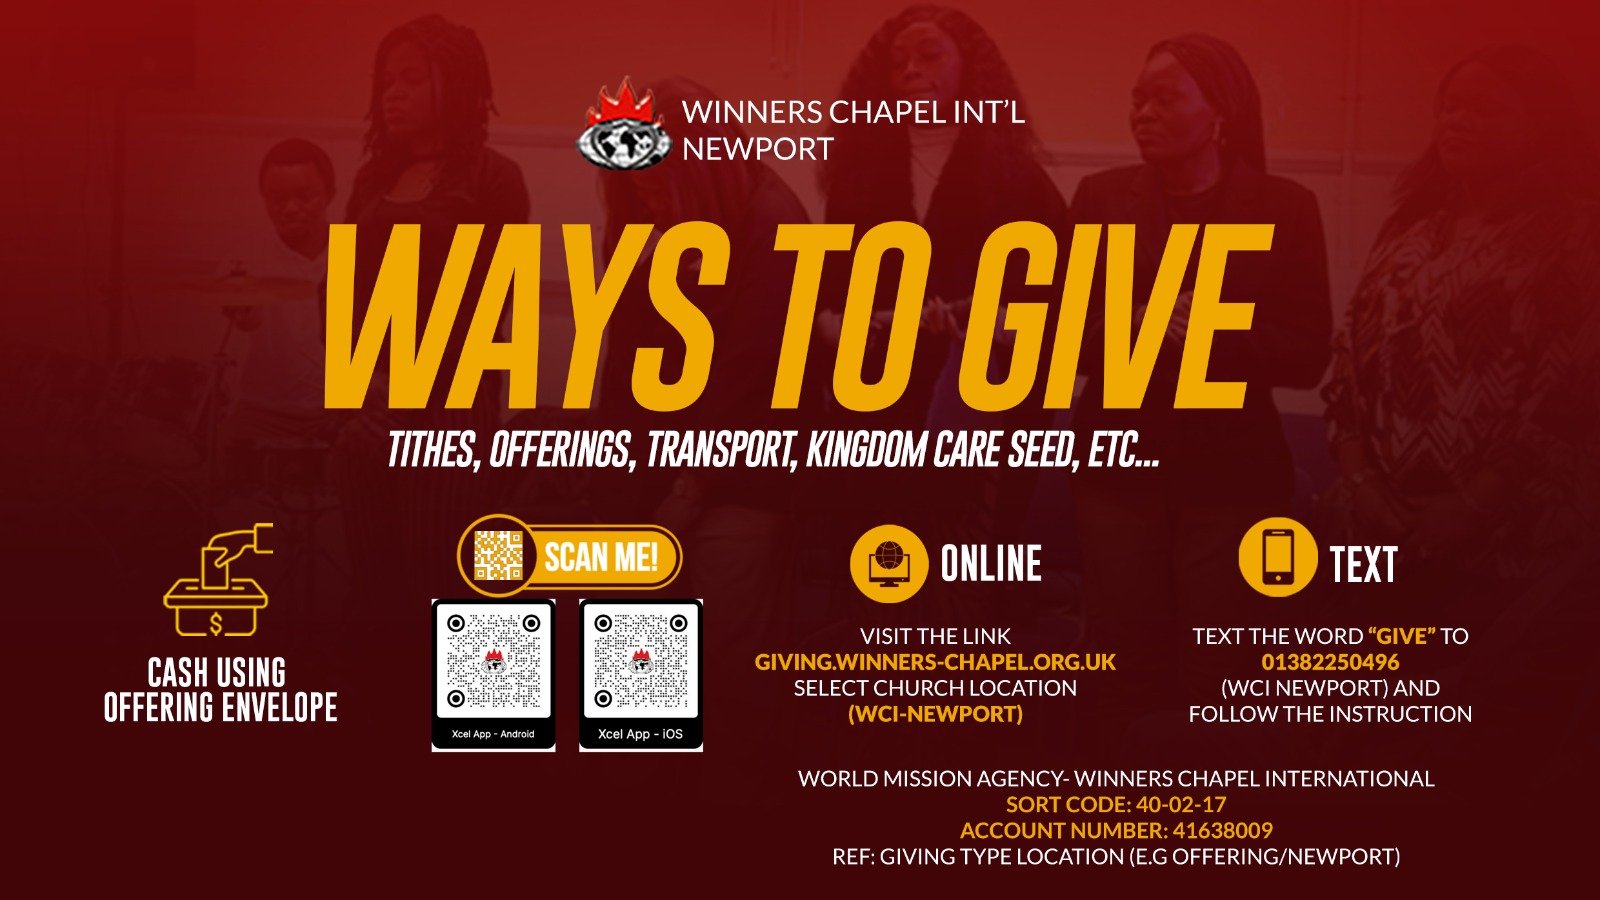 WINNERS CHAPEL INT'L
NEWPORT
WAYS TO GIVE
TITHES, OFFERINGS, TRANSPORT, KINGDOM CARE SEED, ETC...
$
CASH USING
OFFERING ENVELOPE
SCAN ME!
Xcel App - Android
Xcel App - iOS
ONLINE
VISIT THE LINK
GIVING.WINNERS-CHAPEL.ORG.UK
SELECT CHURCH LOCATION
(WCI-NEWPORT)
TEXT
TEXT THE WORD “GIVE” TO
01382250496
(WCI NEWPORT) AND
FOLLOW THE INSTRUCTION
WORLD MISSION AGENCY- WINNERS CHAPEL INTERNATIONAL
SORT CODE: 40-02-17
ACCOUNT NUMBER: 41638009
REF: GIVING TYPE LOCATION (E.G OFFERING/NEWPORT)